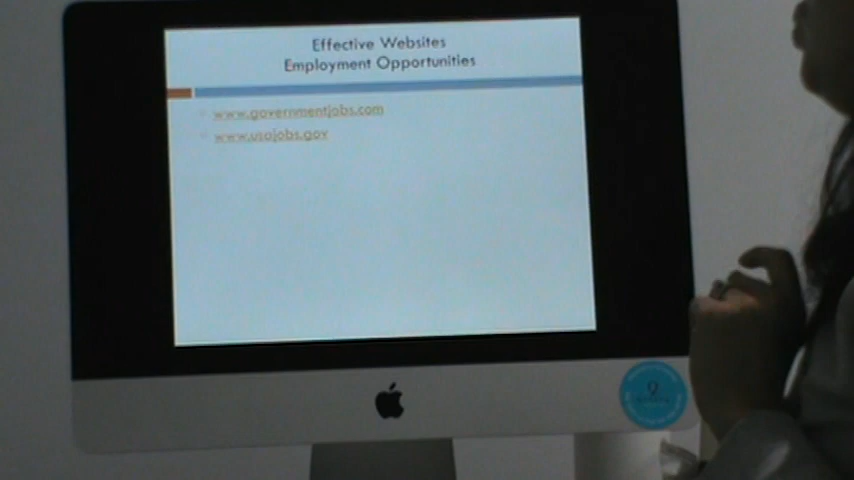 Effective Websites
Employment Opportunities
www.governmentjobs.com
www.usajobs.gov